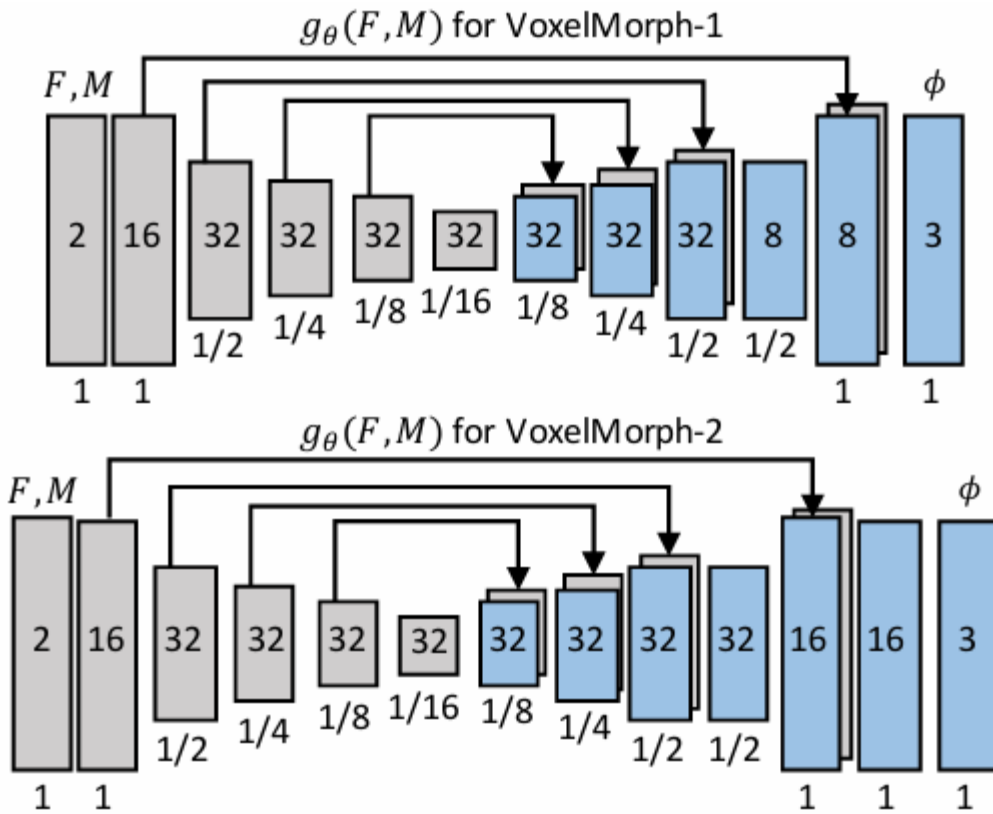 g_θ(F,M) for VoxelMorph-1
F,M
ϕ
2 16 32 32 32 32 32 32 32 8 8 3
1 1 1/2 1/4 1/8 1/16 1/8 1/4 1/2 1/2 1 1
g_θ(F,M) for VoxelMorph-2
F,M
ϕ
2 16 32 32 32 32 32 32 32 32 16 16 3
1 1 1/2 1/4 1/8 1/16 1/8 1/4 1/2 1/2 1 1 1